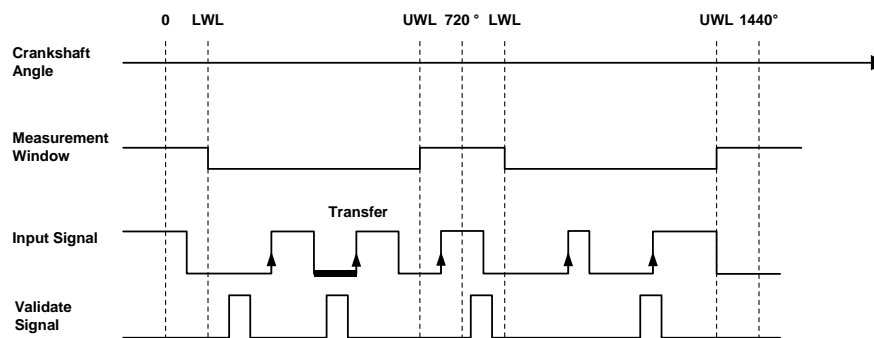 0 LWL UWL 720 ° LWL UWL 1440°
Crankshaft
Angle
Measurement
Window
Transfer
Input Signal
Validate
Signal